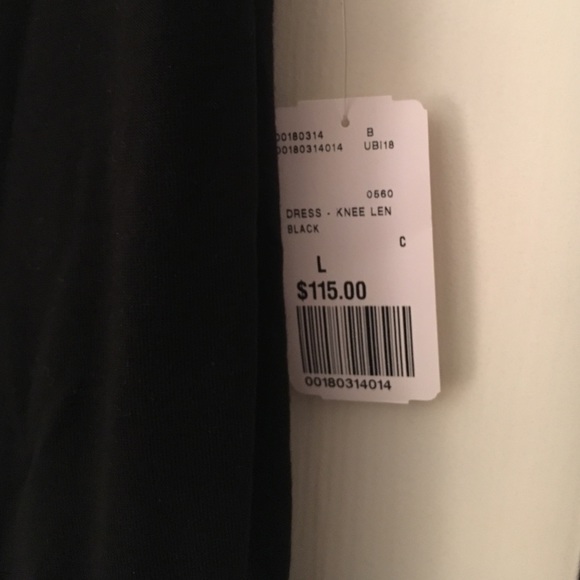 00180314 B
00180314014 UBI18
0560
DRESS - KNEE LEN
BLACK
C
L
$115.00
00180314014